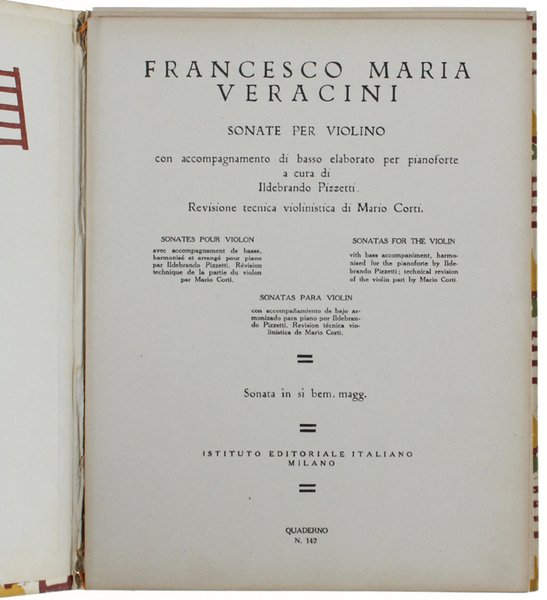 FRANCESCO MARIA
VERACINI
SONATE PER VIOLINO
con accompagnamento di basso elaborato per pianoforte
a cura di
Ildebrando Pizzetti.
Revisione tecnica violinistica di Mario Corti.
SONATES POUR VIOLON
avec accompagnament de basse,
harmonisé et arrangé pour piano
par Ildebrando Pizzetti. Révision
technique de la partie du violon
par Mario Corti.
SONATAS FOR THE VIOLIN
vith bass accompaniment, harmo-
nised for the pianoforte by Ilde-
brando Pizzetti; technical revision
of the violin part by Mario Corti.
SONATAS PARA VIOLIN
con accompañamiento de bajo ar-
monizado para piano por Ildebran-
do Pizzetti. Revision técnica vio-
linistica de Mario Corti.
Sonata in si bem. magg.
ISTITUTO EDITORIALE ITALIANO
MILANO
QUADERNO
N. 142